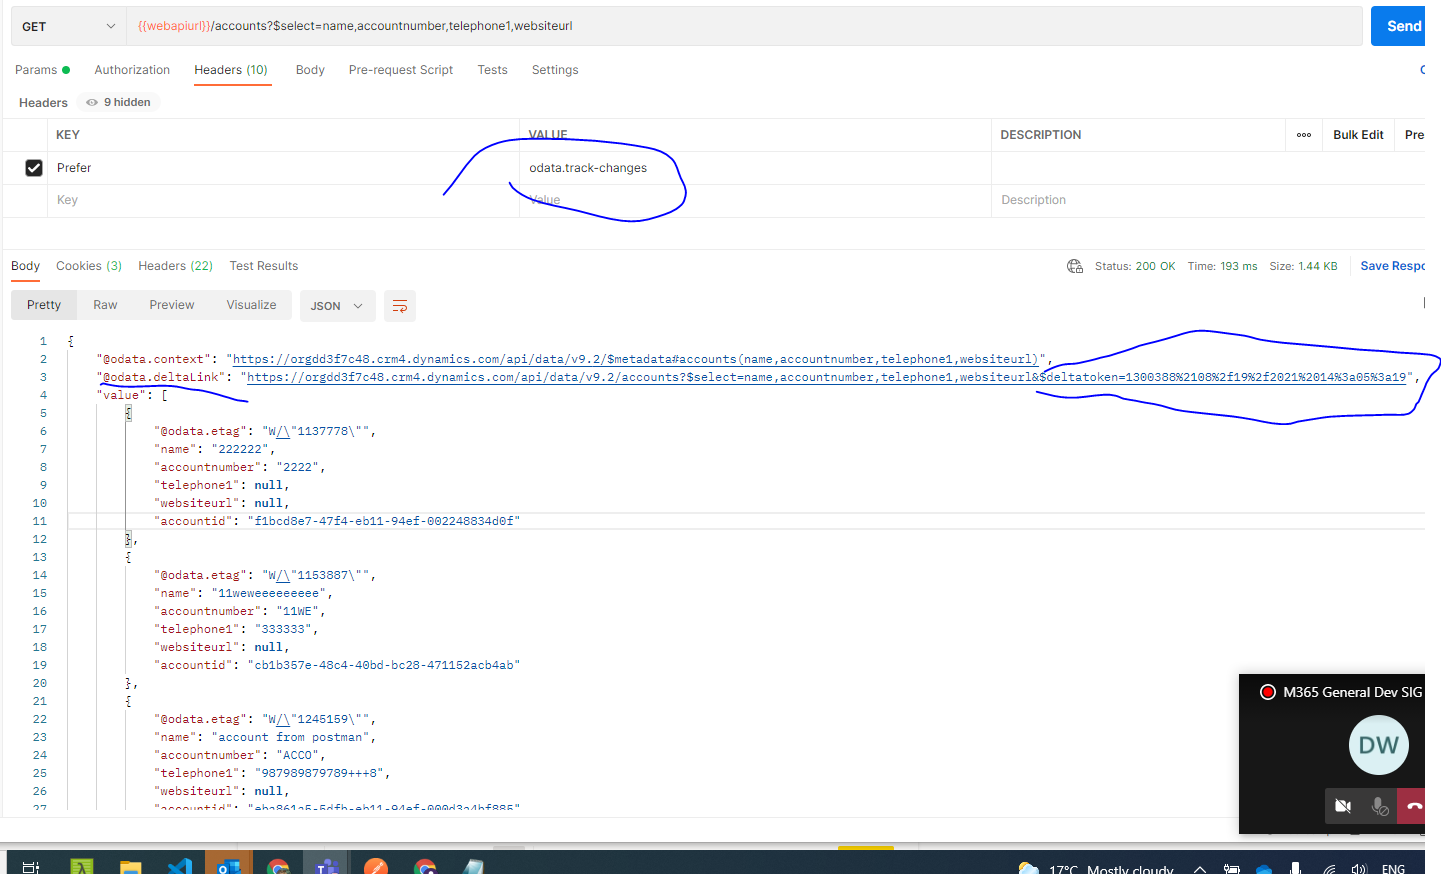 GET {{webapiurl}}/accounts?$select=name,accountnumber,telephone1,websiteurl Send
Params Authorization Headers (10) Body Pre-request Script Tests Settings
Headers 9 hidden
KEY VALUE DESCRIPTION ooo Bulk Edit Pre
Prefer odata.track-changes
Key Value Description
Body Cookies (3) Headers (22) Test Results Status: 200 OK Time: 193 ms Size: 1.44 KB Save Respo
Pretty Raw Preview Visualize JSON
1 {
2 "@odata.context": "https://orgdd3f7c48.crm4.dynamics.com/api/data/v9.2/$metadata#accounts(name,accountnumber,telephone1,websiteurl)",
3 "@odata.deltaLink": "https://orgdd3f7c48.crm4.dynamics.com/api/data/v9.2/accounts?$select=name,accountnumber,telephone1,websiteurl&$deltatoken=1300388%2108%2f19%2f2021%2014%3a05%3a19",
4 "value": [
5 {
6 "@odata.etag": "W/\"1137778\"",
7 "name": "222222",
8 "accountnumber": "2222",
9 "telephone1": null,
10 "websiteurl": null,
11 "accountid": "f1bcd8e7-47f4-eb11-94ef-002248834d0f"
12 },
13 {
14 "@odata.etag": "W/\"1153887\"",
15 "name": "11weweeeeeeeee",
16 "accountnumber": "11WE",
17 "telephone1": "333333",
18 "websiteurl": null,
19 "accountid": "cb1b357e-48c4-40bd-bc28-471152acb4ab"
20 },
21 {
22 "@odata.etag": "W/\"1245159\"",
23 "name": "account from postman",
24 "accountnumber": "ACCO",
25 "telephone1": "987989879789+++8",
26 "websiteurl": null,
27 "accountid": "eba861a5-5dfb-eb11-94ef-000d3a4bf885"
M365 General Dev SIG
DW
17°C Mostly cloudy ENG